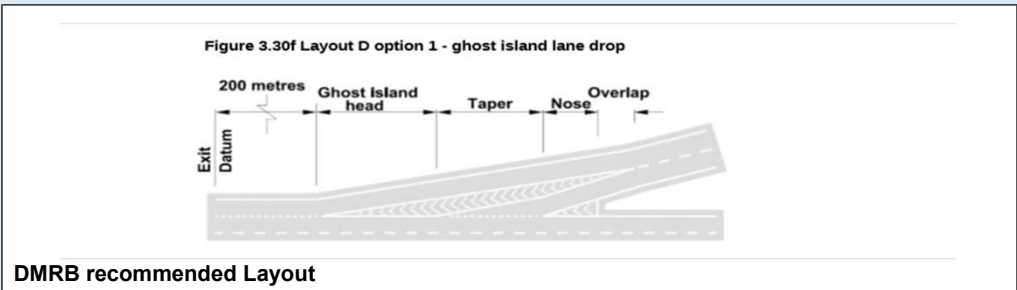 Figure 3.30f Layout D option 1 - ghost island lane drop
200 metres
Ghost Island
head
Taper
Nose
Overlap
Exit
Datum
DMRB recommended Layout